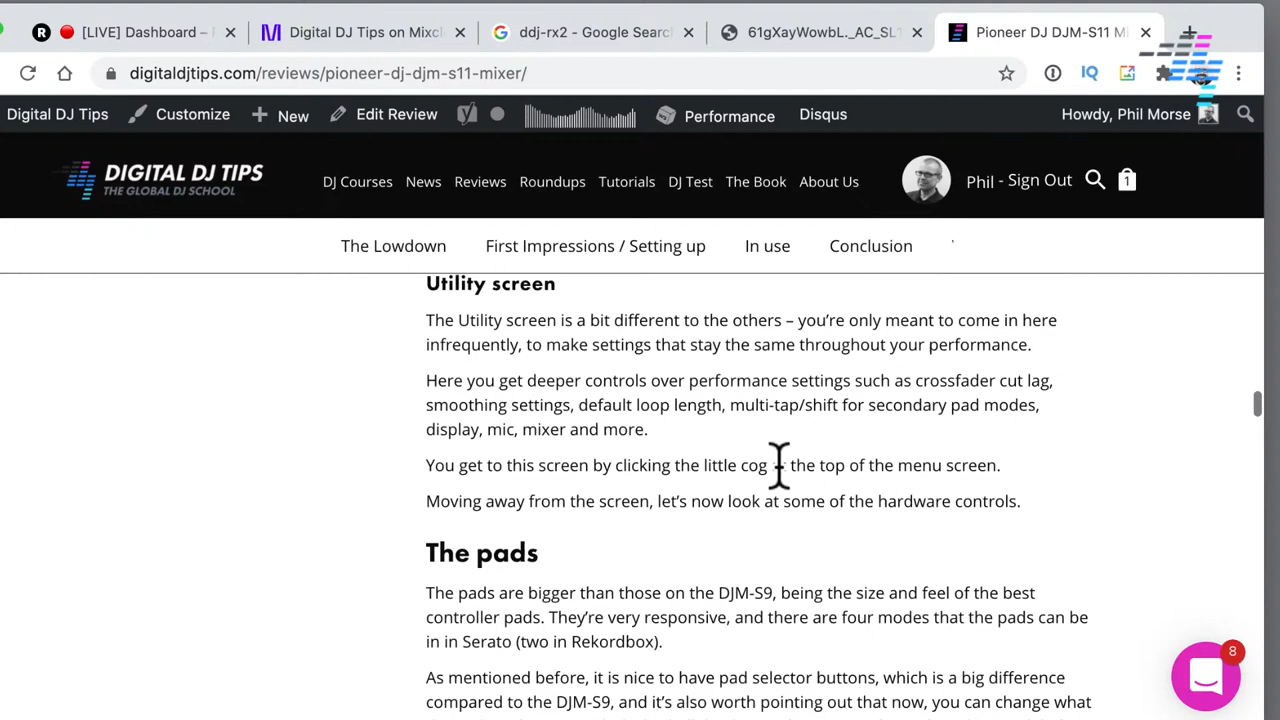 [LIVE] Dashboard –
Digital DJ Tips on Mixcl
ddj-rx2 - Google Searc
61gXayWowbL._AC_SL1
Pioneer DJ DJM-S11 Mi
digitaldjtips.com/reviews/pioneer-dj-djm-s11-mixer/
IQ
Digital DJ Tips
Customize
New
Edit Review
Performance
Disqus
Howdy, Phil Morse
DIGITAL DJ TIPS
THE GLOBAL DJ SCHOOL
DJ Courses
News
Reviews
Roundups
Tutorials
DJ Test
The Book
About Us
Phil - Sign Out
1
The Lowdown
First Impressions / Setting up
In use
Conclusion
Utility screen
The Utility screen is a bit different to the others – you’re only meant to come in here
infrequently, to make settings that stay the same throughout your performance.
Here you get deeper controls over performance settings such as crossfader cut lag,
smoothing settings, default loop length, multi-tap/shift for secondary pad modes,
display, mic, mixer and more.
You get to this screen by clicking the little cog the top of the menu screen.
Moving away from the screen, let’s now look at some of the hardware controls.
The pads
The pads are bigger than those on the DJM-S9, being the size and feel of the best
controller pads. They’re very responsive, and there are four modes that the pads can be
in in Serato (two in Rekordbox).
As mentioned before, it is nice to have pad selector buttons, which is a big difference
compared to the DJM-S9, and it’s also worth pointing out that now, you can change what
8